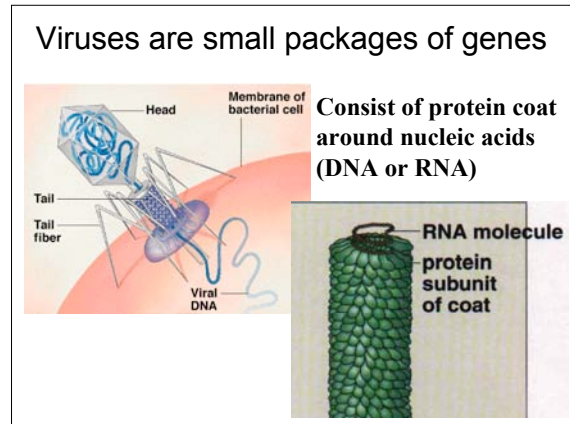 Viruses are small packages of genes
Head
Membrane of
bacterial cell
Tail
Tail
fiber
Viral
DNA
Consist of protein coat
around nucleic acids
(DNA or RNA)
RNA molecule
protein
subunit
of coat